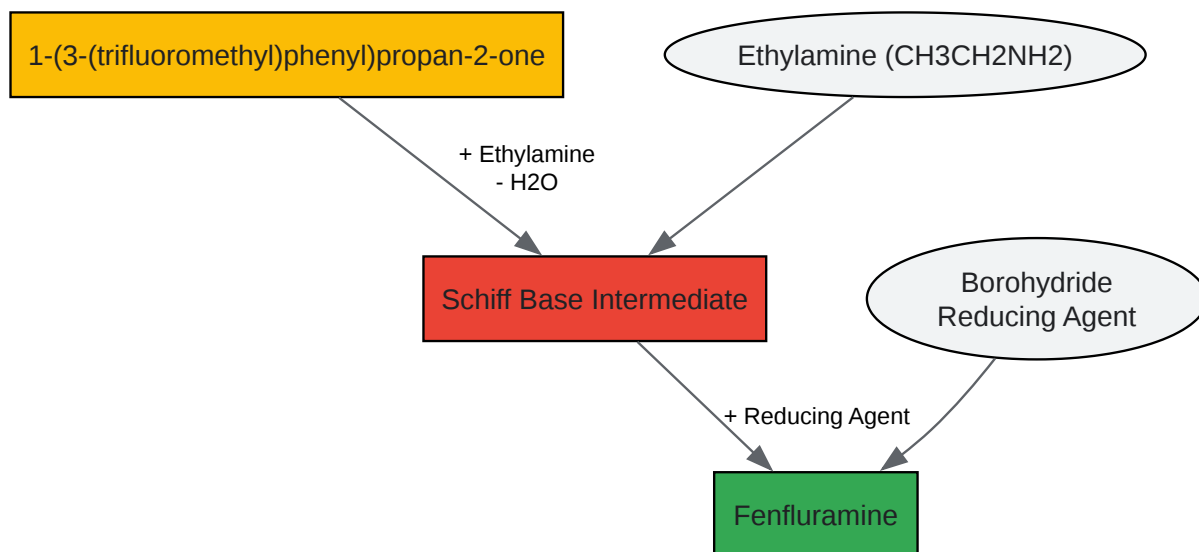 1-(3-(trifluoromethyl)phenyl)propan-2-one
Ethylamine (CH3CH2NH2)
+ Ethylamine
- H2O
Schiff Base Intermediate
Borohydride
Reducing Agent
+ Reducing Agent
Fenfluramine